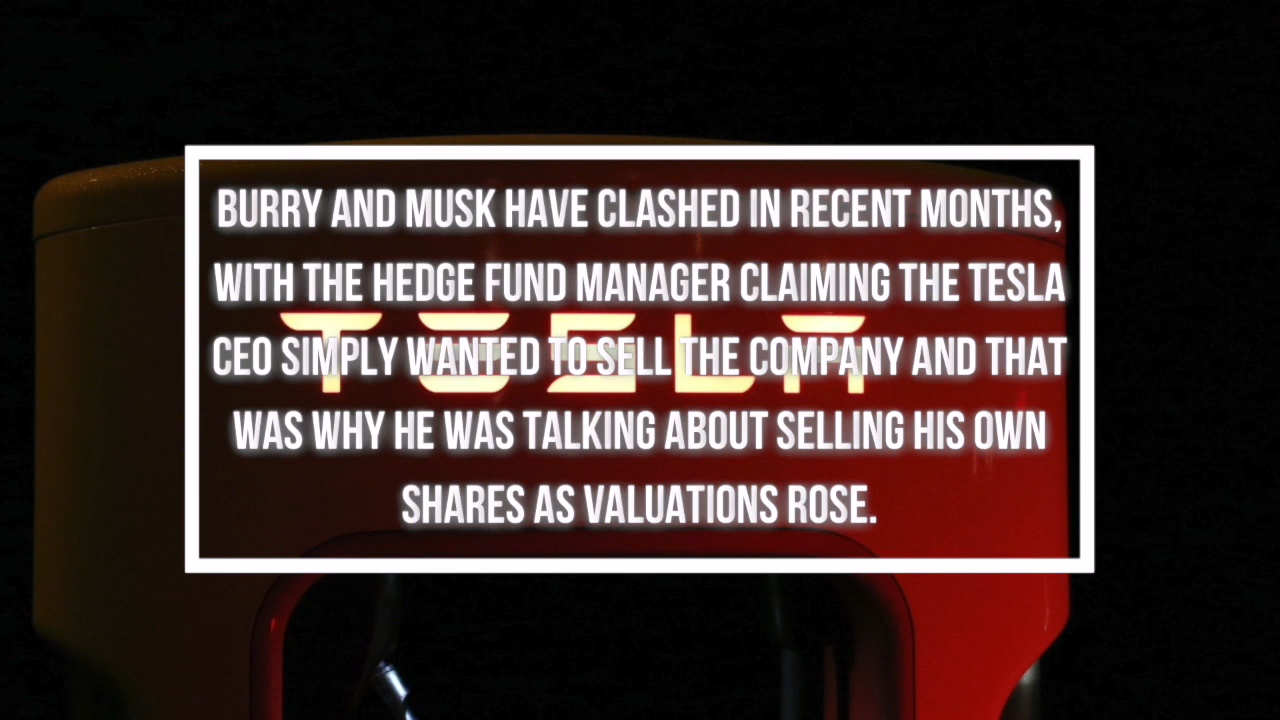 BURRY AND MUSK HAVE CLASHED IN RECENT MONTHS,
WITH THE HEDGE FUND MANAGER CLAIMING THE TESLA
CEO SIMPLY WANTED TO SELL THE COMPANY AND THAT
WAS WHY HE WAS TALKING ABOUT SELLING HIS OWN
SHARES AS VALUATIONS ROSE.
TESLA